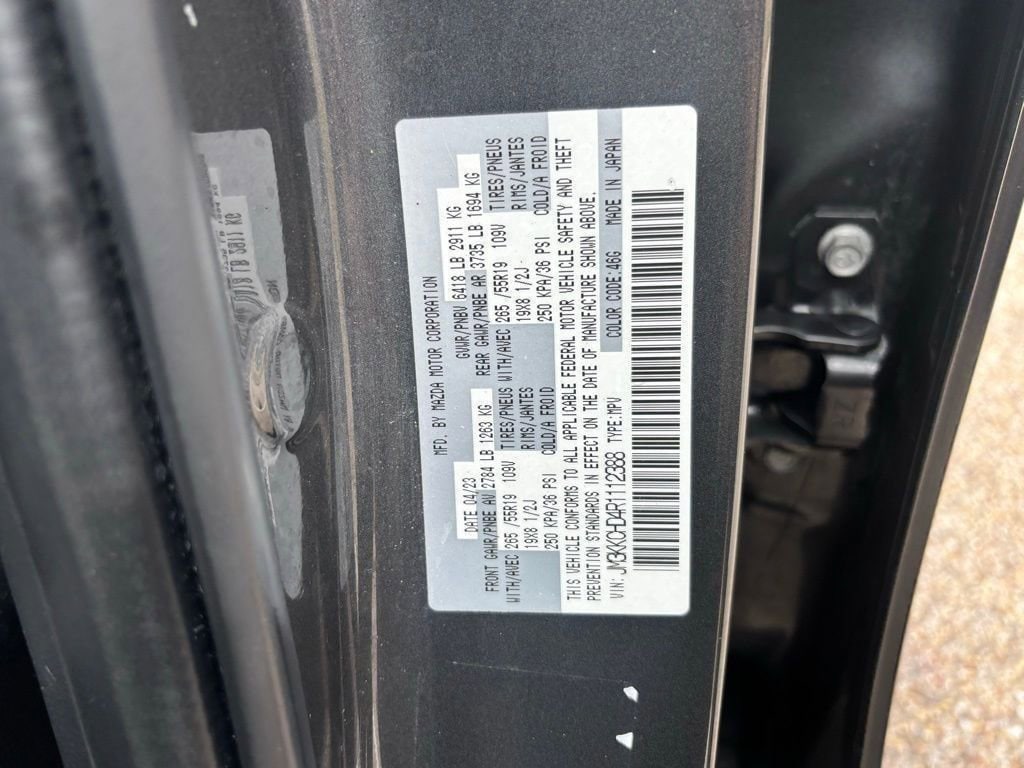 MFD. BY MAZDA MOTOR CORPORATION
DATE 04/23 GVWR/PNBV 6418 LB 2911 KG
FRONT GAWR/PNBE AV 2784 LB 1263 KG REAR GAWR/PNBE AR 3735 LB 1694 KG
WITH/AVEC 265 /55R19 109V TIRES/PNEUS WITH/AVEC 265 /55R19 109V TIRES/PNEUS
19X8 1/2J RIMS/JANTES 19X8 1/2J RIMS/JANTES
250 KPA/36 PSI COLD/A FROID 250 KPA/36 PSI COLD/A FROID
THIS VEHICLE CONFORMS TO ALL APPLICABLE FEDERAL MOTOR VEHICLE SAFETY AND THEFT
PREVENTION STANDARDS IN EFFECT ON THE DATE OF MANUFACTURE SHOWN ABOVE.
VIN: JM3KKDHD4R1112388 TYPE:MPV COLOR CODE:46G MADE IN JAPAN
ZR